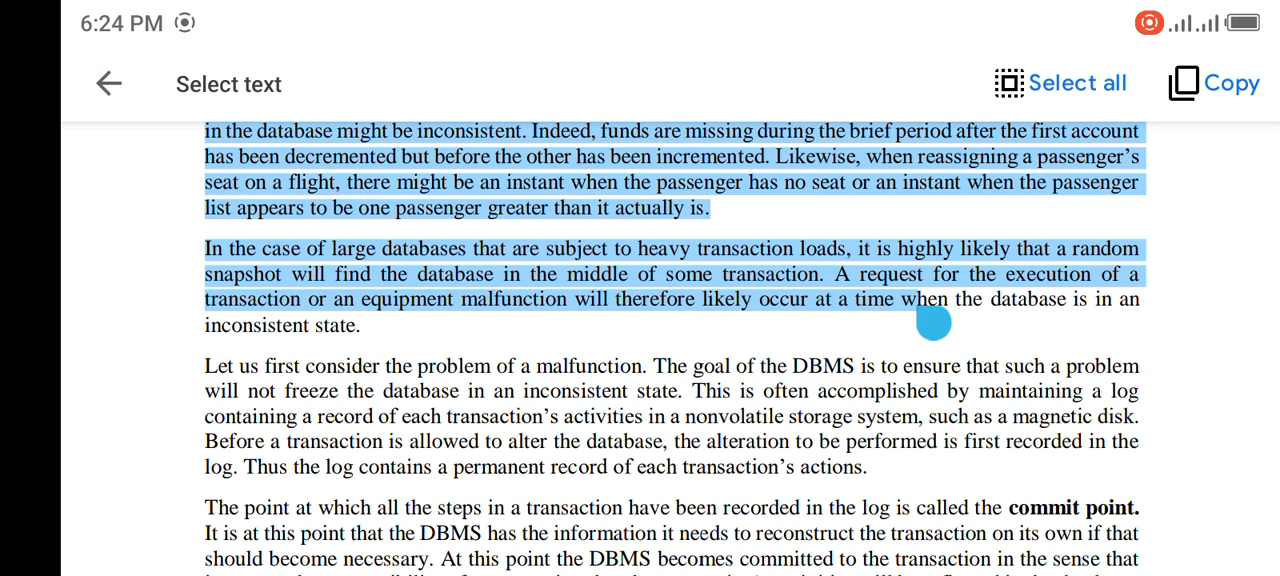 6:24 PM
Select text
Select all
Copy
in the database might be inconsistent. Indeed, funds are missing during the brief period after the first account
has been decremented but before the other has been incremented. Likewise, when reassigning a passenger's
seat on a flight, there might be an instant when the passenger has no seat or an instant when the passenger
list appears to be one passenger greater than it actually is.
In the case of large databases that are subject to heavy transaction loads, it is highly likely that a random
snapshot will find the database in the middle of some transaction. A request for the execution of a
transaction or an equipment malfunction will therefore likely occur at a time when the database is in an
inconsistent state.
Let us first consider the problem of a malfunction. The goal of the DBMS is to ensure that such a problem
will not freeze the database in an inconsistent state. This is often accomplished by maintaining a log
containing a record of each transaction's activities in a nonvolatile storage system, such as a magnetic disk.
Before a transaction is allowed to alter the database, the alteration to be performed is first recorded in the
log. Thus the log contains a permanent record of each transaction's actions.
The point at which all the steps in a transaction have been recorded in the log is called the commit point.
It is at this point that the DBMS has the information it needs to reconstruct the transaction on its own if that
should become necessary. At this point the DBMS becomes committed to the transaction in the sense that